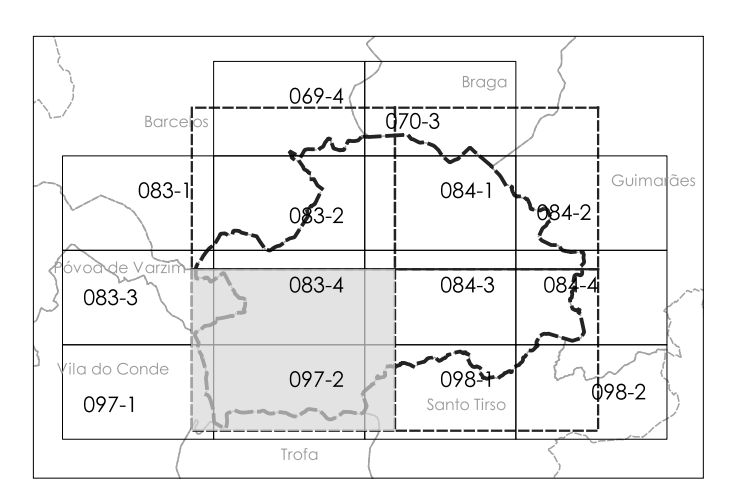 Braga
069-4
Barcelos
070-3
Guimarães
083-1
084-1
083-2
084-2
Póvoa de Varzim
083-4
084-3
084-4
083-3
Vila do Conde
097-2
098-1
098-2
097-1
Santo Tirso
Trofa